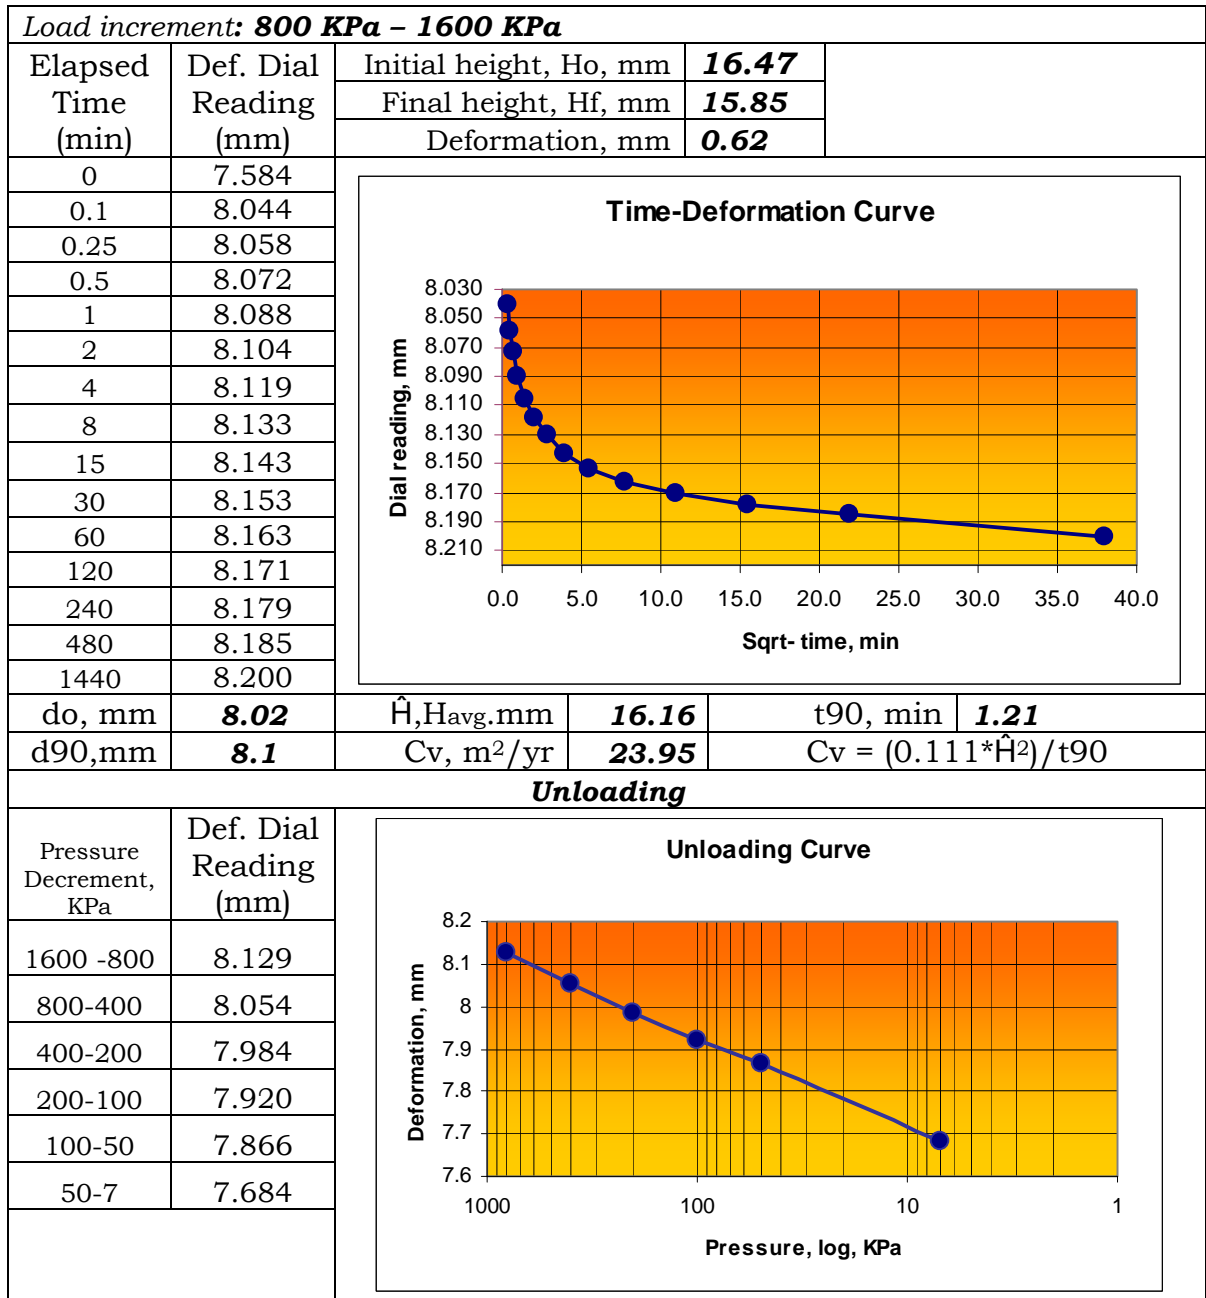 Load increment: 800 KPa – 1600 KPa
Elapsed Time (min)
Def. Dial Reading (mm)
Initial height, Ho, mm 16.47
Final height, Hf, mm 15.85
Deformation, mm 0.62
0 7.584
0.1 8.044
0.25 8.058
0.5 8.072
1 8.088
2 8.104
4 8.119
8 8.133
15 8.143
30 8.153
60 8.163
120 8.171
240 8.179
480 8.185
1440 8.200
Time-Deformation Curve
Dial reading, mm
8.030
8.050
8.070
8.090
8.110
8.130
8.150
8.170
8.190
8.210
0.0 5.0 10.0 15.0 20.0 25.0 30.0 35.0 40.0
Sqrt- time, min
do, mm 8.02 Ĥ,Havg.mm 16.16 t90, min 1.21
d90,mm 8.1 Cv, m²/yr 23.95 Cv = (0.111*Ĥ²)/t90
Unloading
Pressure Decrement, KPa
Def. Dial Reading (mm)
1600 -800 8.129
800-400 8.054
400-200 7.984
200-100 7.920
100-50 7.866
50-7 7.684
Unloading Curve
Deformation, mm
8.2
8.1
8
7.9
7.8
7.7
7.6
1000 100 10 1
Pressure, log, KPa